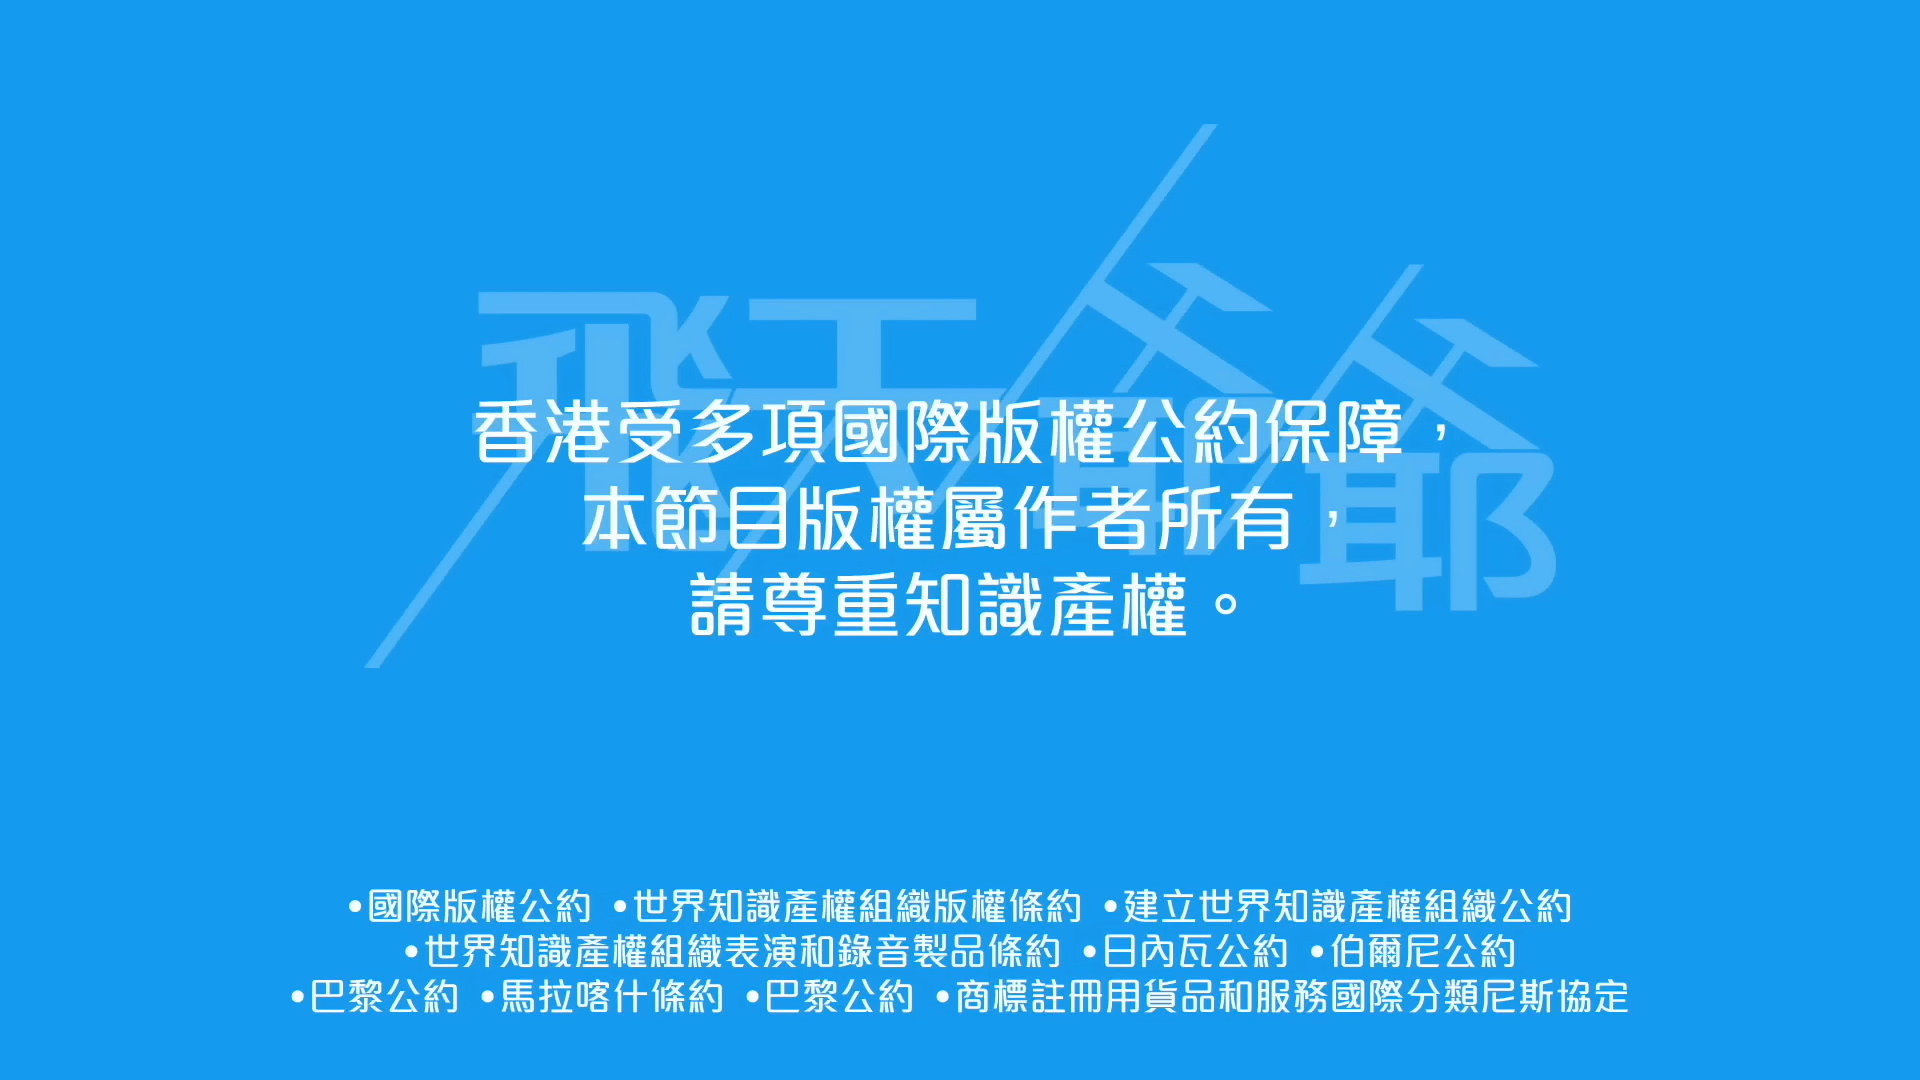 飛天爺爺
香港受多項國際版權公約保障，
本節目版權屬作者所有，
請尊重知識產權。
•國際版權公約 •世界知識產權組織版權條約 •建立世界知識產權組織公約
•世界知識產權組織表演和錄音製品條約 •日內瓦公約 •伯爾尼公約
•巴黎公約 •馬拉喀什條約 •巴黎公約 •商標註冊用貨品和服務國際分類尼斯協定